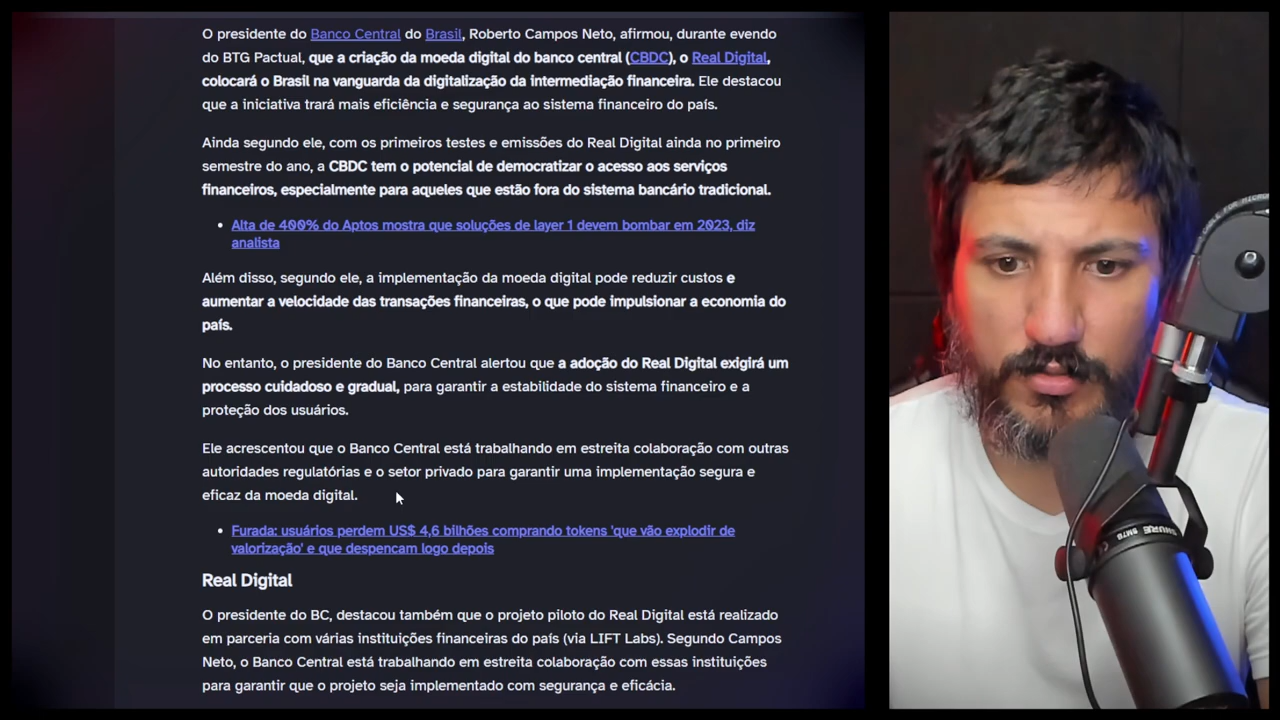 O presidente do Banco Central do Brasil, Roberto Campos Neto, afirmou, durante evendo
do BTG Pactual, que a criação da moeda digital do banco central (CBDC), o Real Digital,
colocará o Brasil na vanguarda da digitalização da intermediação financeira. Ele destacou
que a iniciativa trará mais eficiência e segurança ao sistema financeiro do país.
Ainda segundo ele, com os primeiros testes e emissões do Real Digital ainda no primeiro
semestre do ano, a CBDC tem o potencial de democratizar o acesso aos serviços
financeiros, especialmente para aqueles que estão fora do sistema bancário tradicional.
• Alta de 400% do Aptos mostra que soluções de layer 1 devem bombar em 2023, diz
analista
Além disso, segundo ele, a implementação da moeda digital pode reduzir custos e
aumentar a velocidade das transações financeiras, o que pode impulsionar a economia do
país.
No entanto, o presidente do Banco Central alertou que a adoção do Real Digital exigirá um
processo cuidadoso e gradual, para garantir a estabilidade do sistema financeiro e a
proteção dos usuários.
Ele acrescentou que o Banco Central está trabalhando em estreita colaboração com outras
autoridades regulatórias e o setor privado para garantir uma implementação segura e
eficaz da moeda digital.
• Furada: usuários perdem US$ 4,6 bilhões comprando tokens 'que vão explodir de
valorização' e que despencam logo depois
Real Digital
O presidente do BC, destacou também que o projeto piloto do Real Digital está realizado
em parceria com várias instituições financeiras do país (via LIFT Labs). Segundo Campos
Neto, o Banco Central está trabalhando em estreita colaboração com essas instituições
para garantir que o projeto seja implementado com segurança e eficácia.
SHURE SM7B